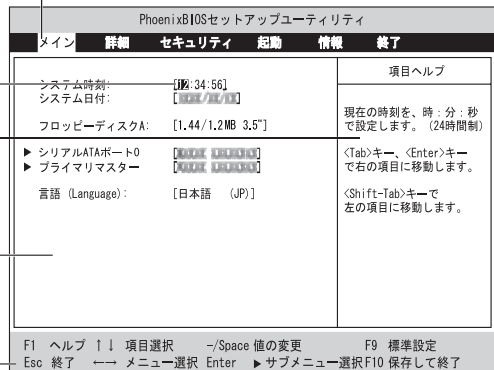 PhoenixBIOSセットアップユーティリティ
メイン 詳細 セキュリティ 起動 情報 終了
項目ヘルプ
システム時刻: [12:34:56]
システム日付:
フロッピーディスクA: [1.44/1.2MB 3.5"]
▶ シリアルATAポート0
▶ プライマリマスター
言語 (Language): [日本語 (JP)]
現在の時刻を、時：分：秒
で設定します。(24時間制)
<Tab>キー、<Enter>キー
で右の項目に移動します。
<Shift-Tab>キーで
左の項目に移動します。
F1 ヘルプ ↑↓ 項目選択 -/Space 値の変更 F9 標準設定
Esc 終了 ←→ メニュー選択 Enter ▶サブメニュー選択 F10 保存して終了